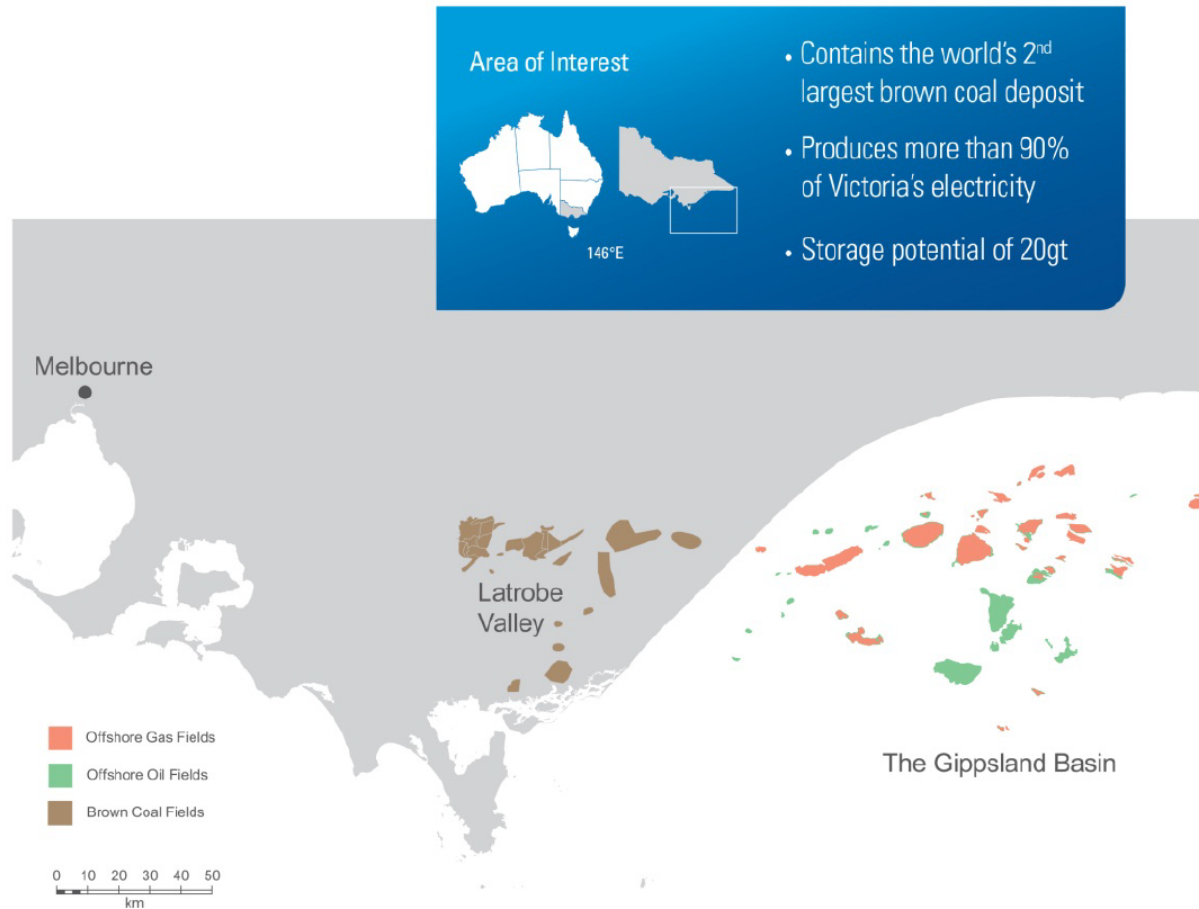 Area of Interest
146°E
• Contains the world's 2nd
largest brown coal deposit
• Produces more than 90%
of Victoria's electricity
• Storage potential of 20gt
Melbourne
Latrobe
Valley
The Gippsland Basin
Offshore Gas Fields
Offshore Oil Fields
Brown Coal Fields
0 10 20 30 40 50
km